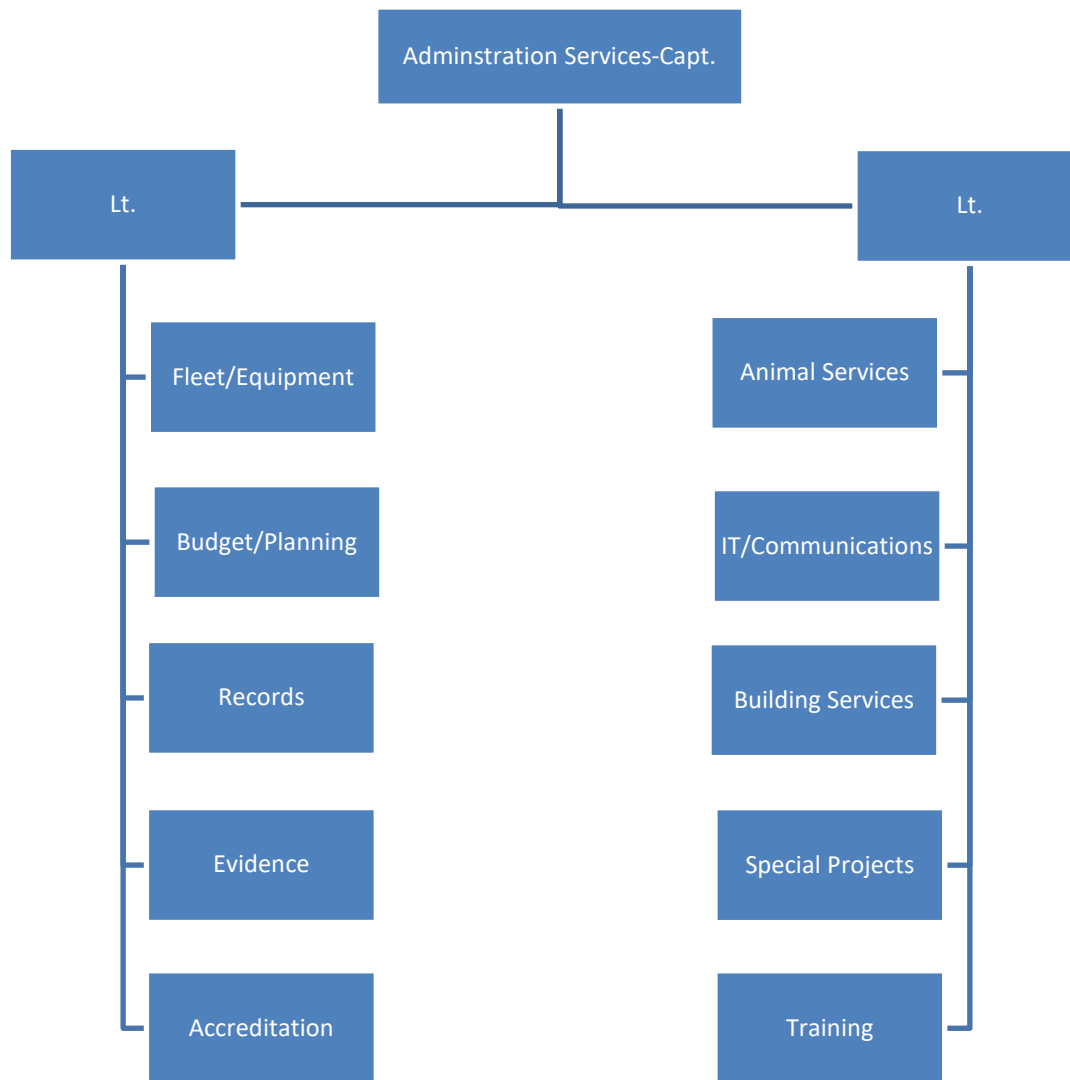 Adminstration Services-Capt.
Lt.
Lt.
Fleet/Equipment
Animal Services
Budget/Planning
IT/Communications
Records
Building Services
Evidence
Special Projects
Accreditation
Training